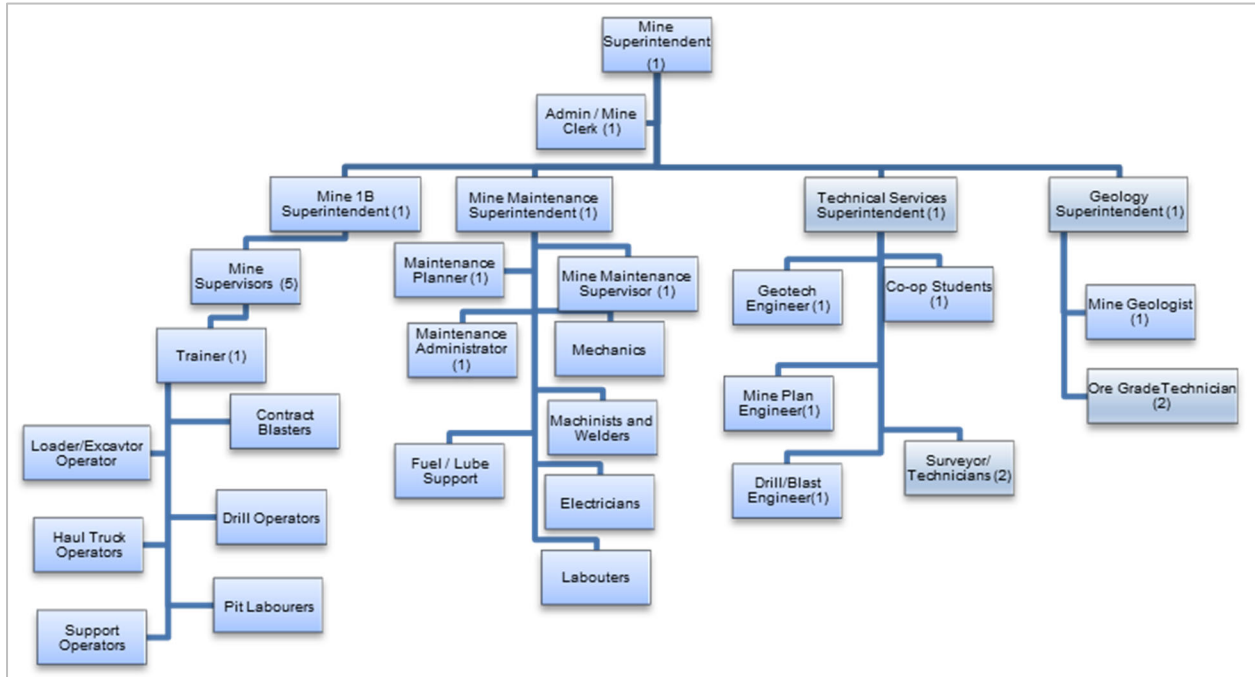 Mine
Superintendent
(1)
Admin / Mine
Clerk (1)
Mine 1B
Superintendent (1)
Mine Maintenance
Superintendent (1)
Technical Services
Superintendent (1)
Geology
Superintendent (1)
Mine
Supervisors (5)
Trainer (1)
Contract
Blasters
Loader/Excavtor
Operator
Drill Operators
Haul Truck
Operators
Pit Labourers
Support
Operators
Maintenance
Planner (1)
Mine Maintenance
Supervisor (1)
Maintenance
Administrator
(1)
Mechanics
Machinists and
Welders
Fuel / Lube
Support
Electricians
Labouters
Geotech
Engineer (1)
Co-op Students
(1)
Mine Plan
Engineer(1)
Surveyor/
Technicians (2)
Drill/Blast
Engineer(1)
Mine Geologist
(1)
Ore Grade Technician
(2)